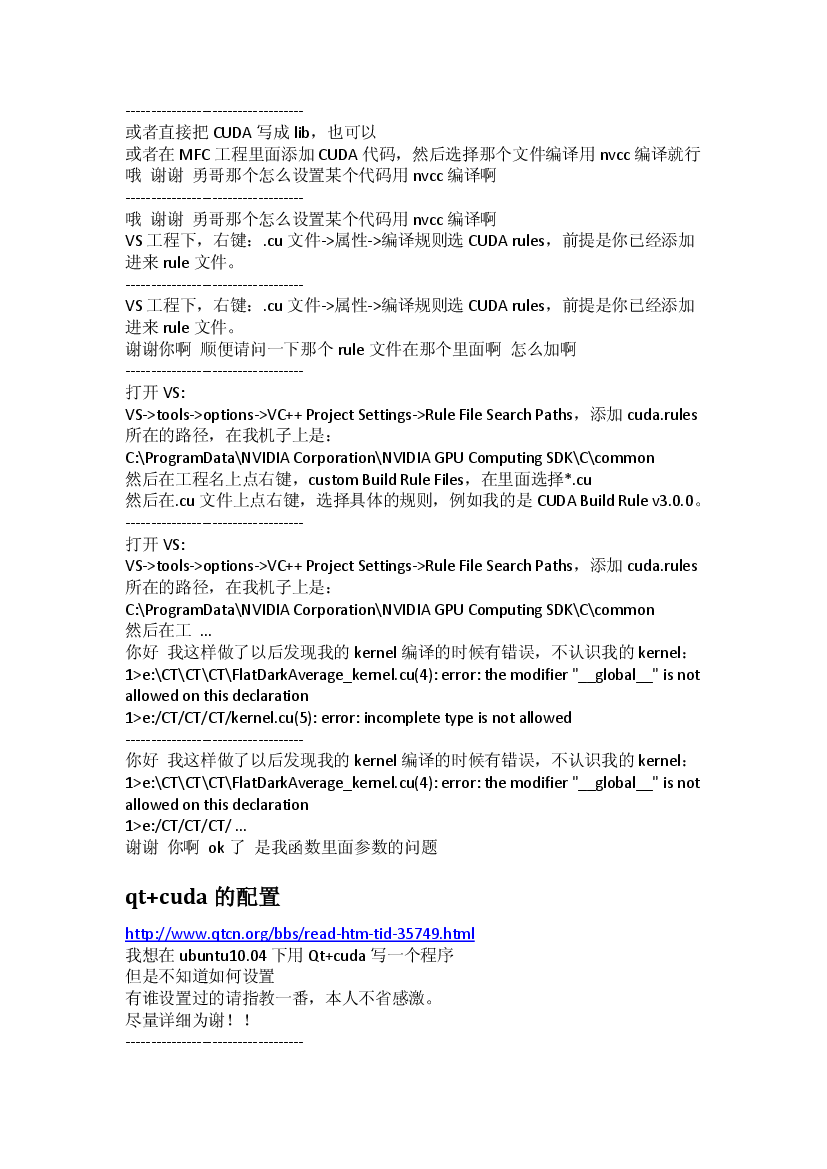 -----------------------------------
或者直接把 CUDA 写成 lib，也可以
或者在 MFC 工程里面添加 CUDA 代码，然后选择那个文件编译用 nvcc 编译就行
哦 谢谢 勇哥那个怎么设置某个代码用 nvcc 编译啊
-----------------------------------
哦 谢谢 勇哥那个怎么设置某个代码用 nvcc 编译啊
VS 工程下，右键：.cu 文件->属性->编译规则选 CUDA rules，前提是你已经添加
进来 rule 文件。
-----------------------------------
VS 工程下，右键：.cu 文件->属性->编译规则选 CUDA rules，前提是你已经添加
进来 rule 文件。
谢谢你啊 顺便请问一下那个 rule 文件在那个里面啊 怎么加啊
-----------------------------------
打开 VS:
VS->tools->options->VC++ Project Settings->Rule File Search Paths，添加 cuda.rules
所在的路径，在我机子上是：
C:\ProgramData\NVIDIA Corporation\NVIDIA GPU Computing SDK\C\common
然后在工程名上点右键，custom Build Rule Files，在里面选择*.cu
然后在.cu 文件上点右键，选择具体的规则，例如我的是 CUDA Build Rule v3.0.0。
-----------------------------------
打开 VS:
VS->tools->options->VC++ Project Settings->Rule File Search Paths，添加 cuda.rules
所在的路径，在我机子上是：
C:\ProgramData\NVIDIA Corporation\NVIDIA GPU Computing SDK\C\common
然后在工 ...
你好 我这样做了以后发现我的 kernel 编译的时候有错误，不认识我的 kernel：
1>e:\CT\CT\CT\FlatDarkAverage_kernel.cu(4): error: the modifier "__global__" is not
allowed on this declaration
1>e:/CT/CT/CT/kernel.cu(5): error: incomplete type is not allowed
-----------------------------------
你好 我这样做了以后发现我的 kernel 编译的时候有错误，不认识我的 kernel：
1>e:\CT\CT\CT\FlatDarkAverage_kernel.cu(4): error: the modifier "__global__" is not
allowed on this declaration
1>e:/CT/CT/CT/ ...
谢谢 你啊 ok 了 是我函数里面参数的问题
qt+cuda 的配置
http://www.qtcn.org/bbs/read-htm-tid-35749.html
我想在 ubuntu10.04 下用 Qt+cuda 写一个程序
但是不知道如何设置
有谁设置过的请指教一番，本人不省感激。
尽量详细为谢！！
-----------------------------------